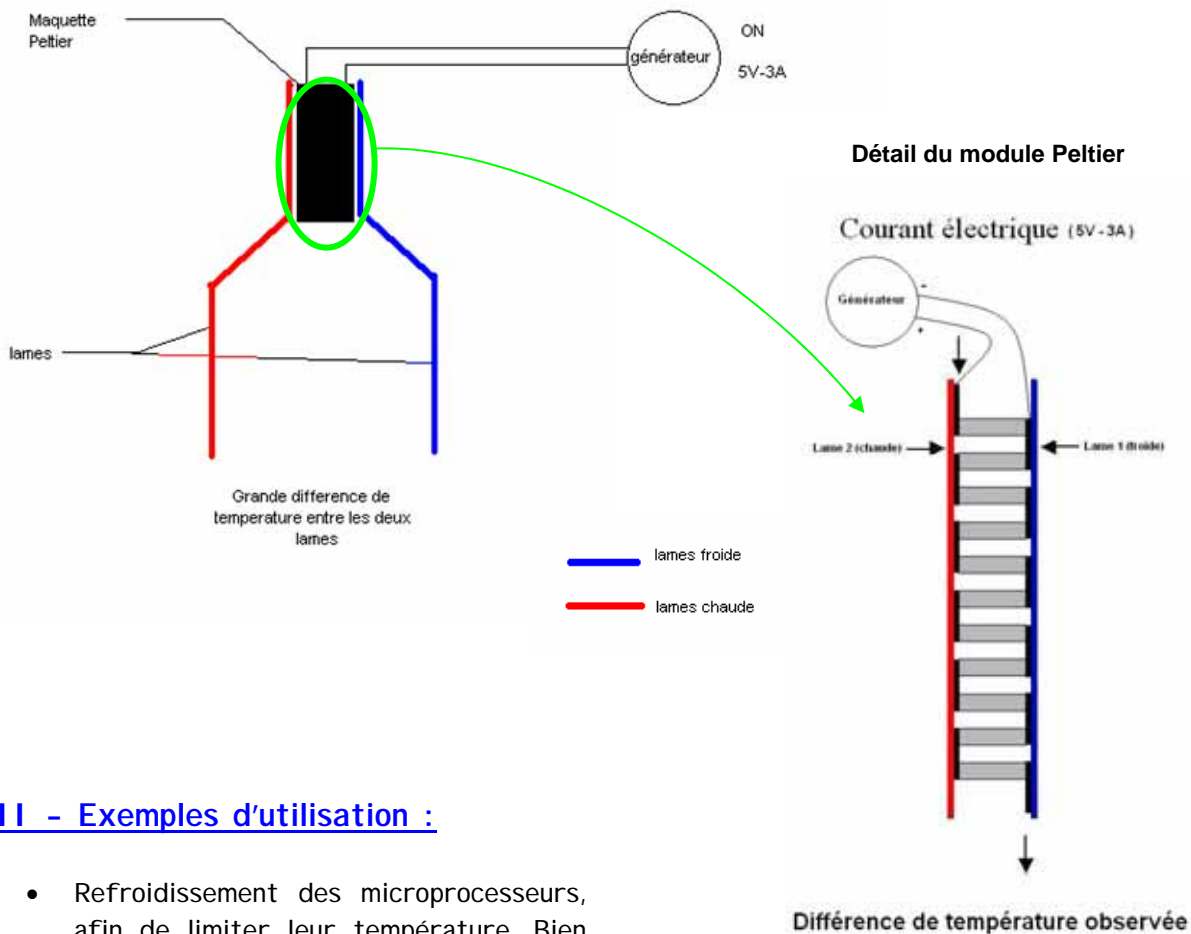 Maquette
Peltier
générateur
ON
5V-3A
Détail du module Peltier
Courant électrique (5V-3A)
Générateur
-
+
lames
Lame 2 (chaude)
Lame 1 (froide)
Grande difference de
temperature entre les deux
lames
lames froide
lames chaude
II - Exemples d'utilisation :
• Refroidissement des microprocesseurs,
afin de limiter leur température. Bien
Différence de température observée